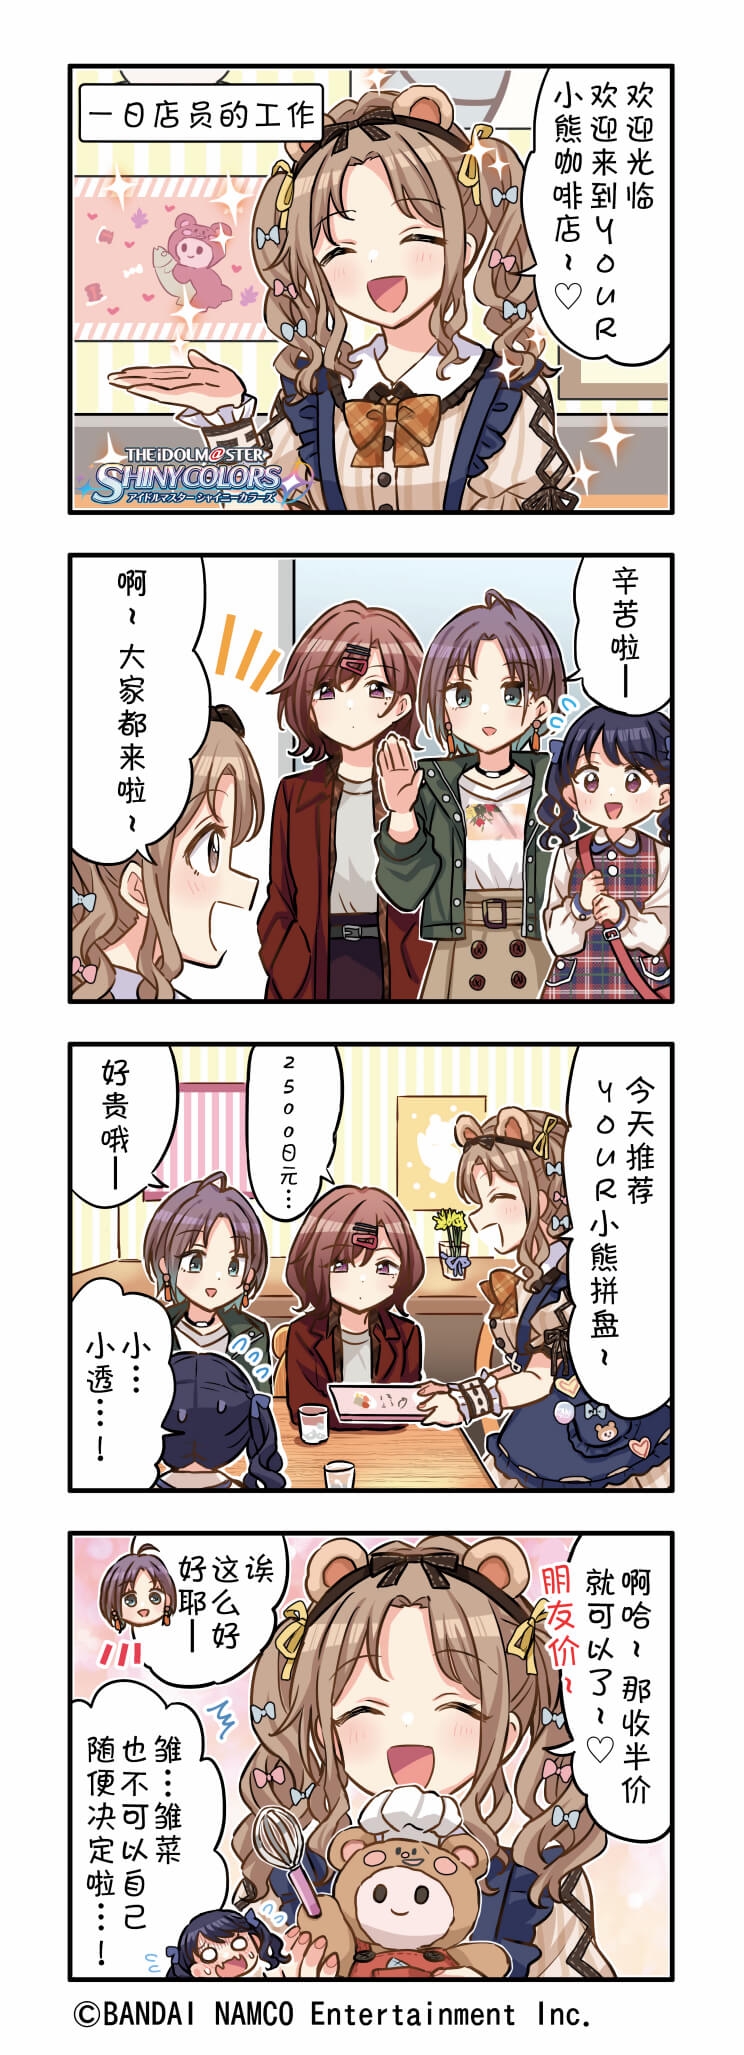 一日店员的工作
欢迎光临
欢迎来到YOUR
小熊咖啡店~♡
THE iDOLM@STER
SHINY COLORS
アイドルマスター シャイニーカラーズ
辛苦啦ー
啊~大家都来啦~
今天推荐
YOUR小熊拼盘~
2500日元…
好贵哦ー
小…
小透……!
啊哈~那收半价
就可以了~♡
朋友价~
诶
这么好
好耶ー
雏…雏菜
也不可以自己
随便决定啦……!
©BANDAI NAMCO Entertainment Inc.